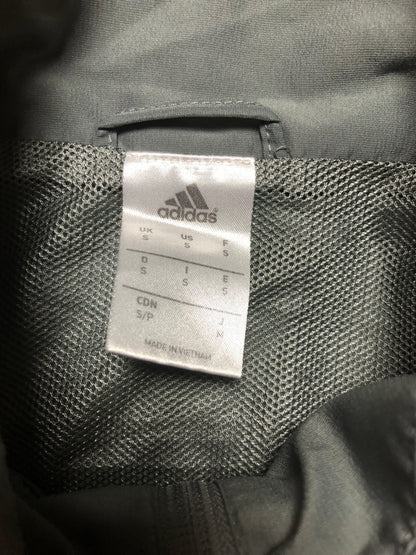 adidas
UK US F
S S S
D I E
S S S
CDN J
S/P M
MADE IN VIETNAM